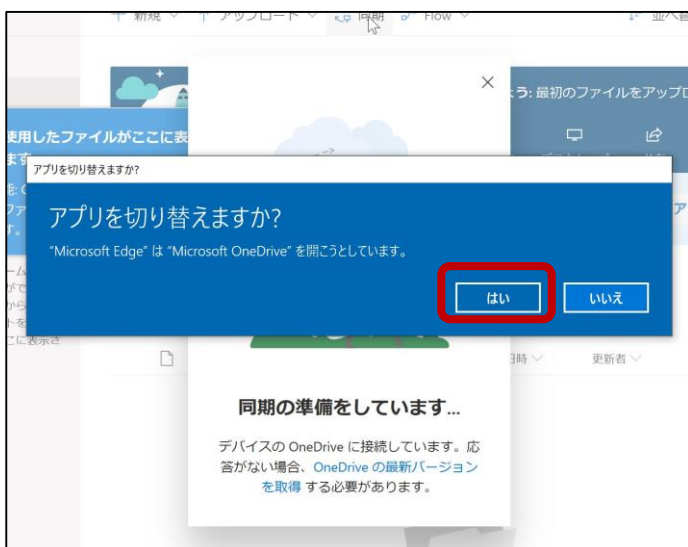 新規 アップロード 同期 Flow 並べ替
よう: 最初のファイルをアップロ
使用したファイルがここに表
ます
アプリを切り替えますか?
アプリを切り替えますか?
"Microsoft Edge" は "Microsoft OneDrive" を開こうとしています。
はい いいえ
更新者
同期の準備をしています...
デバイスの OneDrive に接続しています。応
答がない場合、OneDrive の最新バージョン
を取得 する必要があります。